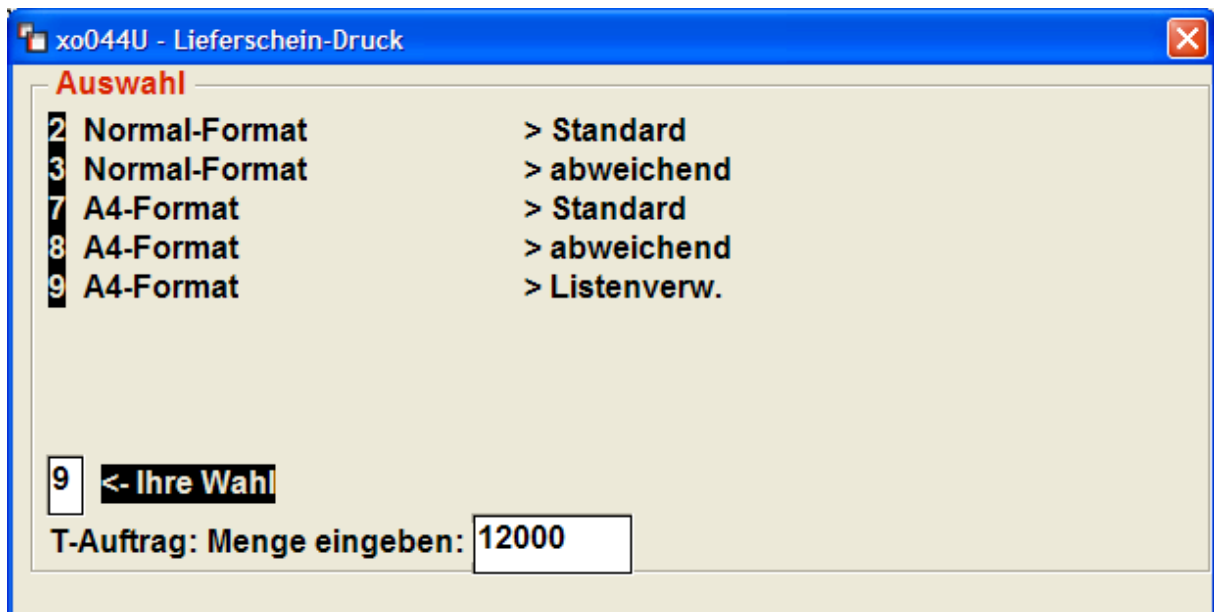 xo044U - Lieferschein-Druck
Auswahl
2 Normal-Format > Standard
3 Normal-Format > abweichend
7 A4-Format > Standard
8 A4-Format > abweichend
9 A4-Format > Listenverw.
9 <- Ihre Wahl
T-Auftrag: Menge eingeben: 12000